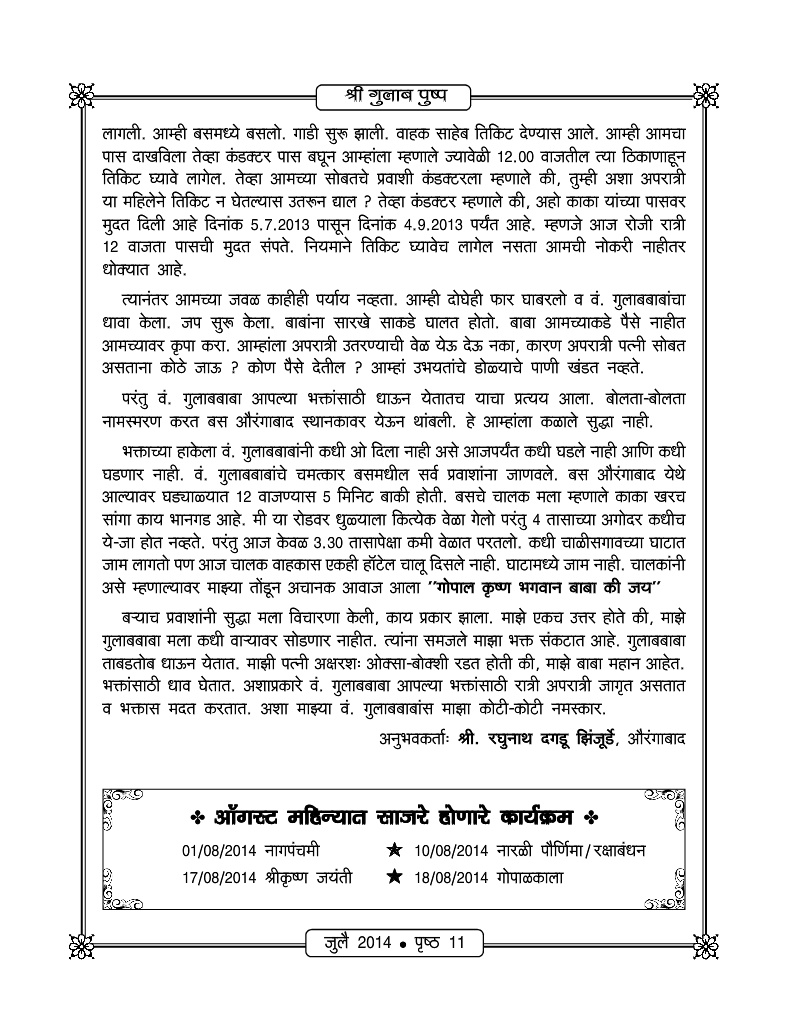 श्री गुलाब पुष्प
लागली. आम्ही बसमध्ये बसलो. गाडी सुरू झाली. वाहक साहेब तिकिट देण्यास आले. आम्ही आमचा
पास दाखविला तेव्हा कंडक्टर पास बघून आम्हांला म्हणाले ज्यावेळी 12.00 वाजतील त्या ठिकाणाहून
तिकिट घ्यावे लागेल. तेव्हा आमच्या सोबतचे प्रवाशी कंडक्टरला म्हणाले की, तुम्ही अशा अपरात्री
या महिलेने तिकिट न घेतल्यास उतरून द्याल ? तेव्हा कंडक्टर म्हणाले की, अहो काका यांच्या पासवर
मुदत दिली आहे दिनांक 5.7.2013 पासून दिनांक 4.9.2013 पर्यंत आहे. म्हणजे आज रोजी रात्री
12 वाजता पासची मुदत संपते. नियमाने तिकिट घ्यावेच लागेल नसता आमची नोकरी नाहीतर
धोक्यात आहे.
त्यानंतर आमच्या जवळ काहीही पर्याय नव्हता. आम्ही दोघेही फार घाबरलो व वं. गुलाबबाबांचा
धावा केला. जप सुरू केला. बाबांना सारखे साकडे घालत होतो. बाबा आमच्याकडे पैसे नाहीत
आमच्यावर कृपा करा. आम्हांला अपरात्री उतरण्याची वेळ येऊ देऊ नका, कारण अपरात्री पत्नी सोबत
असताना कोठे जाऊ ? कोण पैसे देतील ? आम्हां उभयतांचे डोळ्याचे पाणी खंडत नव्हते.
परंतु वं. गुलाबबाबा आपल्या भक्तांसाठी धाऊन येतातच याचा प्रत्यय आला. बोलता-बोलता
नामस्मरण करत बस औरंगाबाद स्थानकावर येऊन थांबली. हे आम्हांला कळाले सुद्धा नाही.
भक्ताच्या हाकेला वं. गुलाबबाबांनी कधी ओ दिला नाही असे आजपर्यंत कधी घडले नाही आणि कधी
घडणार नाही. वं. गुलाबबाबांचे चमत्कार बसमधील सर्व प्रवाशांना जाणवले. बस औरंगाबाद येथे
आल्यावर घड्याळ्यात 12 वाजण्यास 5 मिनिट बाकी होती. बसचे चालक मला म्हणाले काका खरच
सांगा काय भानगड आहे. मी या रोडवर धुळ्याला कित्येक वेळा गेलो परंतु 4 तासाच्या अगोदर कधीच
ये-जा होत नव्हते. परंतु आज केवळ 3.30 तासापेक्षा कमी वेळात परतलो. कधी चाळीसगावच्या घाटात
जाम लागतो पण आज चालक वाहकास एकही हॉटेल चालू दिसले नाही. घाटामध्ये जाम नाही. चालकांनी
असे म्हणाल्यावर माझ्या तोंडून अचानक आवाज आला ''गोपाल कृष्ण भगवान बाबा की जय''
बऱ्याच प्रवाशांनी सुद्धा मला विचारणा केली, काय प्रकार झाला. माझे एकच उत्तर होते की, माझे
गुलाबबाबा मला कधी वाऱ्यावर सोडणार नाहीत. त्यांना समजले माझा भक्त संकटात आहे. गुलाबबाबा
ताबडतोब धाऊन येतात. माझी पत्नी अक्षरशः ओक्सा-बोक्शी रडत होती की, माझे बाबा महान आहेत.
भक्तांसाठी धाव घेतात. अशाप्रकारे वं. गुलाबबाबा आपल्या भक्तांसाठी रात्री अपरात्री जागृत असतात
व भक्तास मदत करतात. अशा माझ्या वं. गुलाबबाबांस माझा कोटी-कोटी नमस्कार.
अनुभवकर्ताः श्री. रघुनाथ दगडू झिंजूर्डे, औरंगाबाद
❖ ऑगस्ट महिन्यात साजरे होणारे कार्यक्रम ❖
01/08/2014 नागपंचमी ★ 10/08/2014 नारळी पौर्णिमा/रक्षाबंधन
17/08/2014 श्रीकृष्ण जयंती ★ 18/08/2014 गोपाळकाला
जुलै 2014 ● पृष्ठ 11